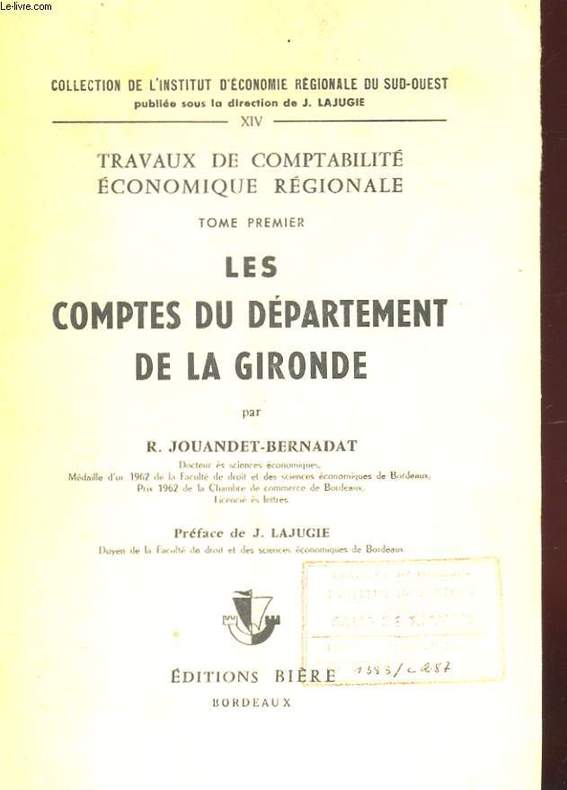 Le-livre.com
COLLECTION DE L'INSTITUT D'ÉCONOMIE RÉGIONALE DU SUD-OUEST
publiée sous la direction de J. LAJUGIE
XIV
TRAVAUX DE COMPTABILITÉ
ÉCONOMIQUE RÉGIONALE
TOME PREMIER
LES
COMPTES DU DÉPARTEMENT
DE LA GIRONDE
par
R. JOUANDET-BERNADAT
Docteur ès sciences économiques,
Médaille d'or 1962 de la Faculté de droit et des sciences économiques de Bordeaux,
Prix 1962 de la Chambre de commerce de Bordeaux,
Licencié ès lettres.
Préface de J. LAJUGIE
Doyen de la Faculté de droit et des sciences économiques de Bordeaux
ÉDITIONS BIÈRE
BORDEAUX